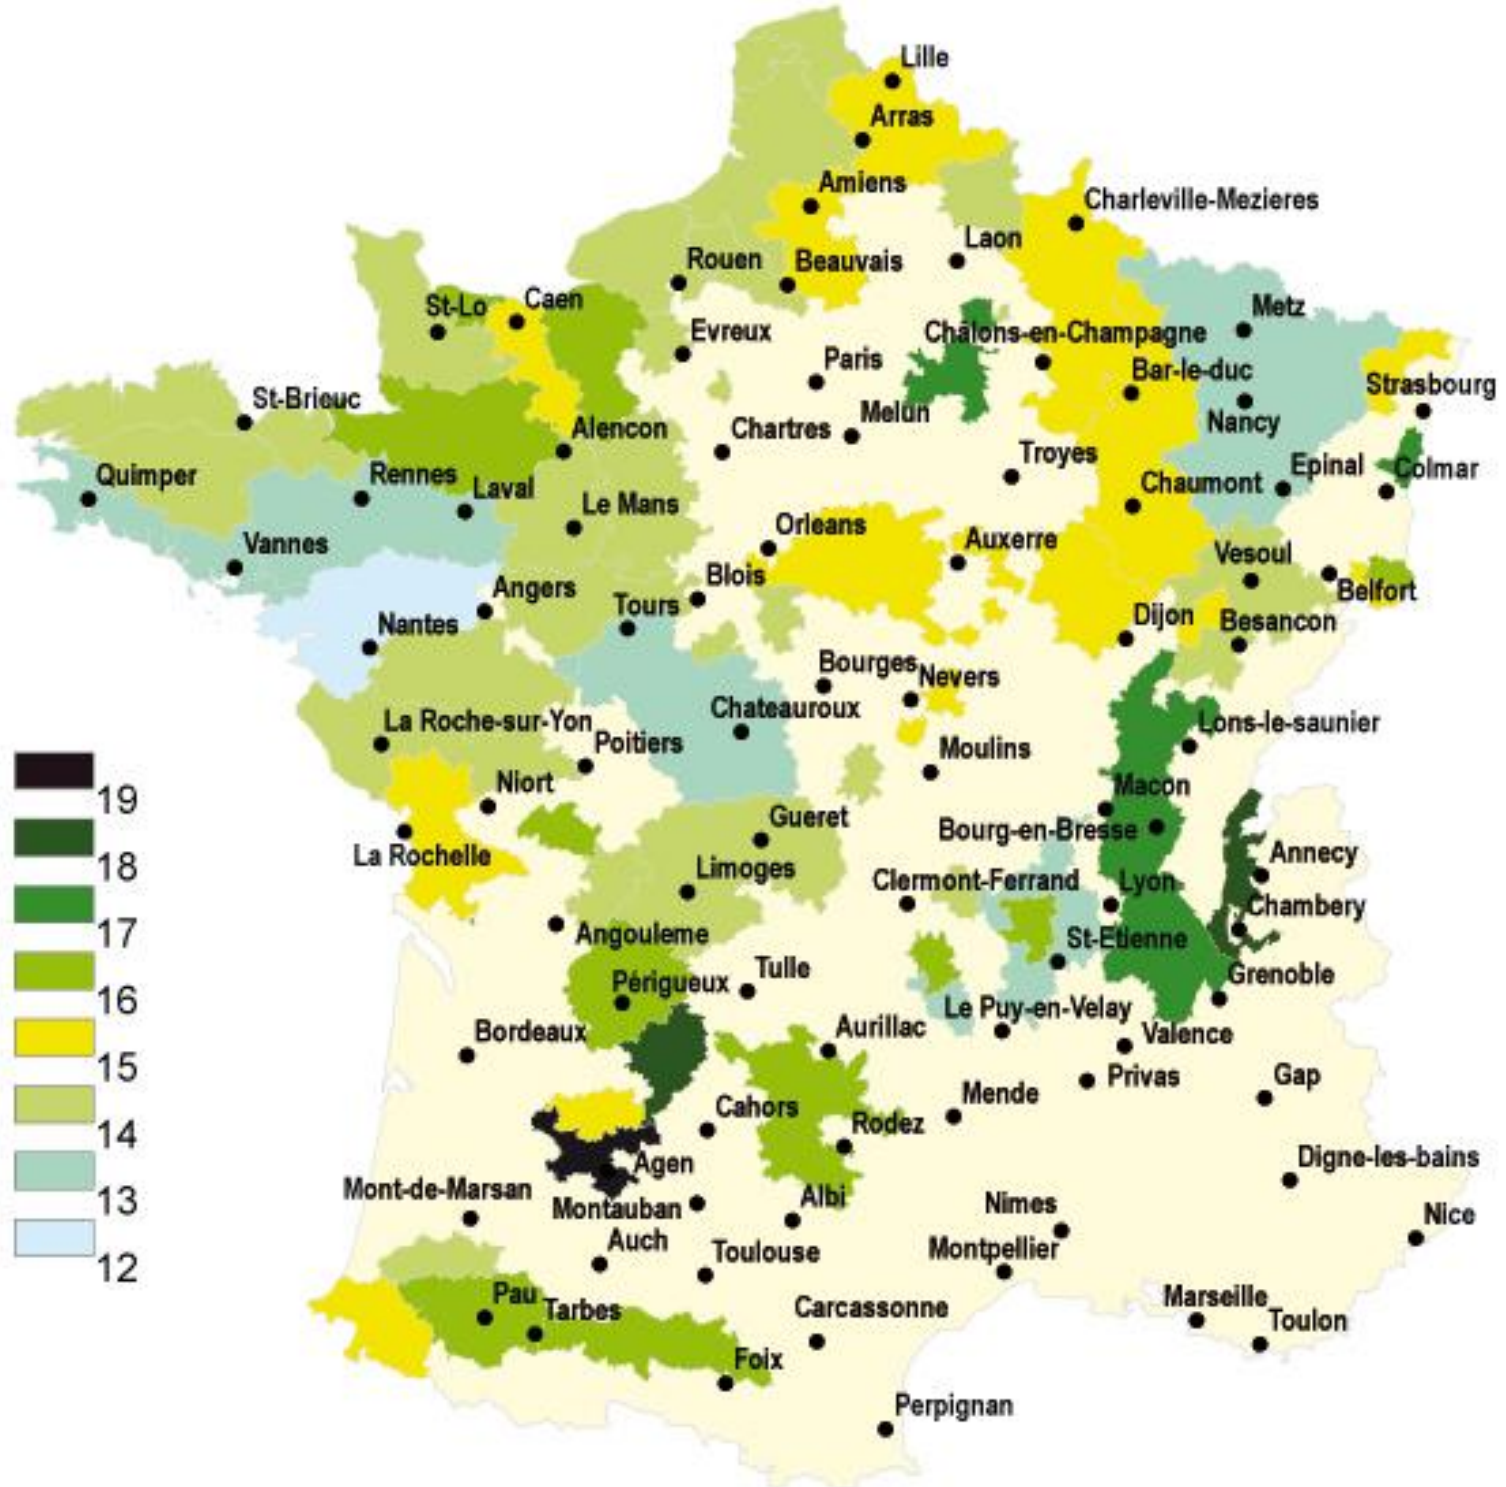 Lille
Arras
Amiens
Charleville-Mezieres
Laon
Rouen
Beauvais
St-Lo
Caen
Metz
Evreux
Châlons-en-Champagne
Paris
Bar-le-duc
Strasbourg
St-Brieuc
Melun
Nancy
Alencon
Chartres
Troyes
Epinal
Colmar
Quimper
Rennes
Laval
Chaumont
Le Mans
Orleans
Auxerre
Vannes
Vesoul
Blois
Belfort
Angers
Tours
Dijon
Besancon
Nantes
Bourges
Nevers
Chateauroux
La Roche-sur-Yon
Lons-le-saunier
Poitiers
Moulins
Niort
Macon
19
Gueret
Bourg-en-Bresse
La Rochelle
Annecy
18
Limoges
Clermont-Ferrand
Lyon
Chambery
17
Angouleme
St-Etienne
Périgueux
Tulle
Grenoble
16
Le Puy-en-Velay
Bordeaux
Aurillac
Valence
15
Privas
Gap
Mende
Cahors
Rodez
14
Agen
Digne-les-bains
Mont-de-Marsan
13
Montauban
Albi
Nimes
Nice
Auch
Toulouse
Montpellier
12
Pau
Tarbes
Carcassonne
Marseille
Toulon
Foix
Perpignan